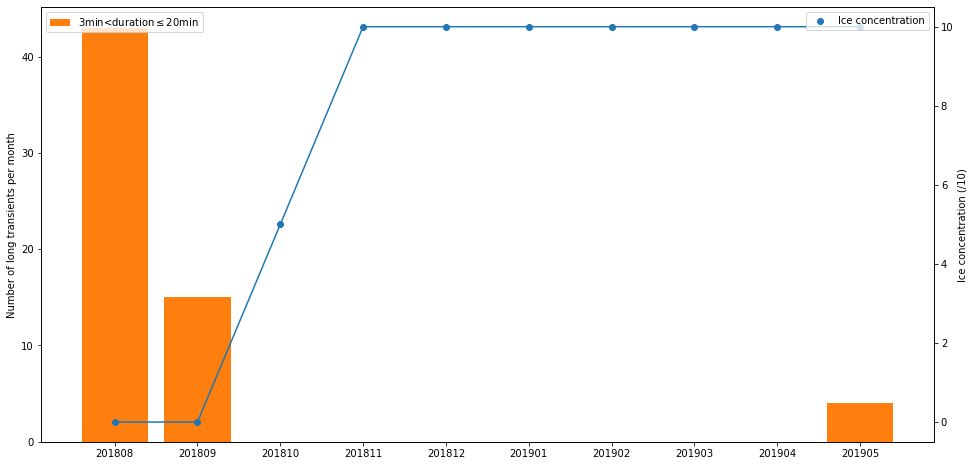 3min<duration≤20min
Ice concentration
Number of long transients per month
40
30
20
10
0
10
8
6
4
2
0
Ice concentration (/10)
201808 201809 201810 201811 201812 201901 201902 201903 201904 201905